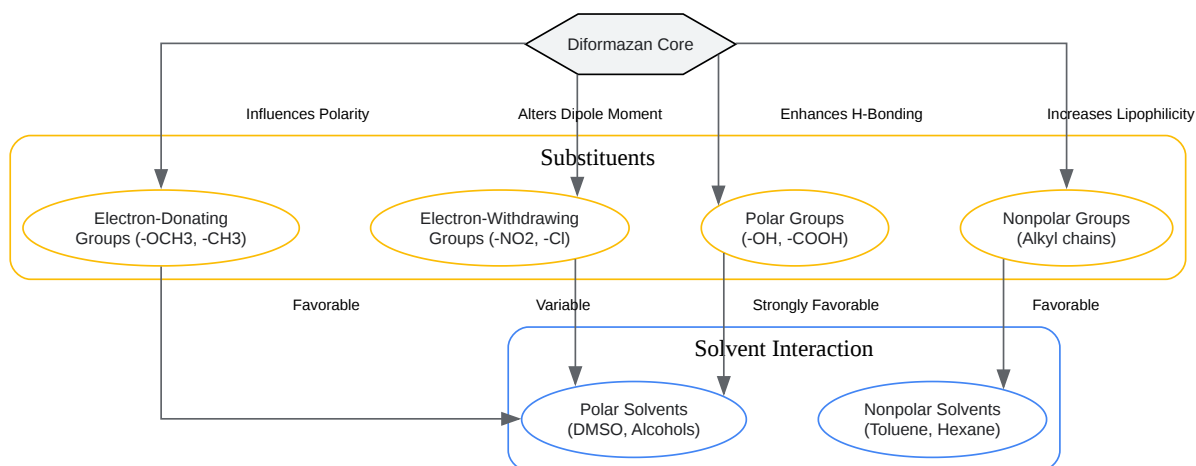 Diformazan Core
Influences Polarity
Alters Dipole Moment
Enhances H-Bonding
Increases Lipophilicity
Substituents
Electron-Donating
Groups (-OCH3, -CH3)
Electron-Withdrawing
Groups (-NO2, -Cl)
Polar Groups
(-OH, -COOH)
Nonpolar Groups
(Alkyl chains)
Favorable
Variable
Strongly Favorable
Favorable
Solvent Interaction
Polar Solvents
(DMSO, Alcohols)
Nonpolar Solvents
(Toluene, Hexane)